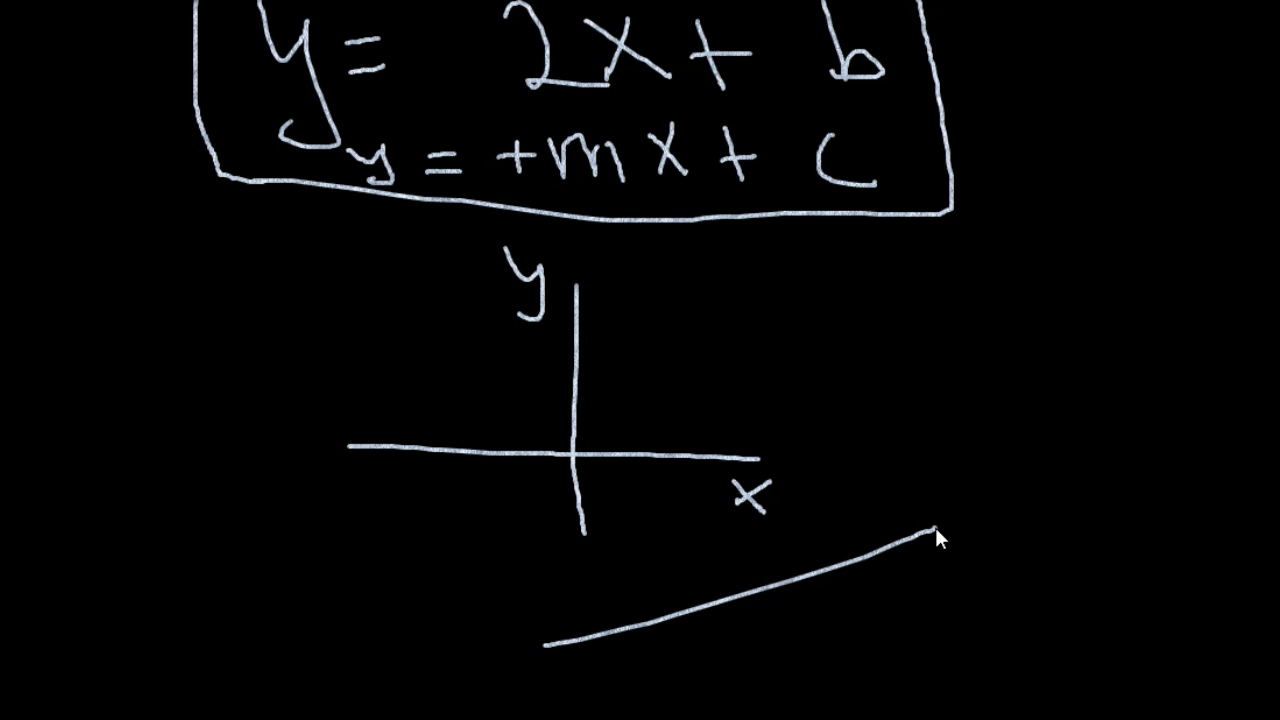 y = 2x + b
y = +mx + c
y
x